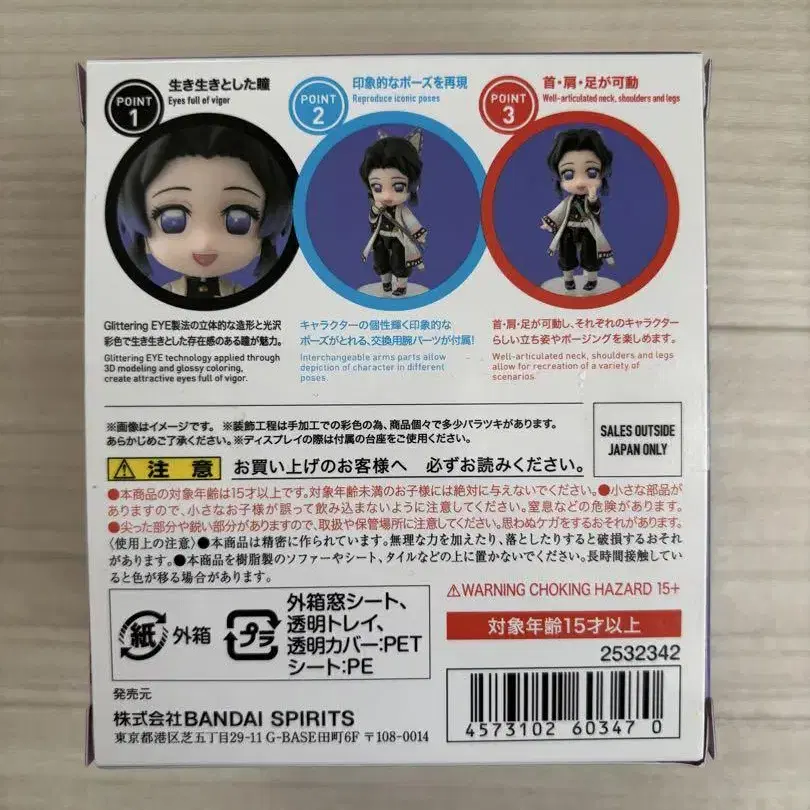 POINT 1
生き生きとした瞳
Eyes full of vigor
POINT 2
印象的なポーズを再現
Reproduce iconic poses
POINT 3
首・肩・足が可動
Well-articulated neck, shoulders and legs
Glittering EYE製法の立体的な造形と光沢
彩色で生き生きとした存在感のある瞳が魅力。
Glittering EYE technology applied through
3D modeling and glossy coloring,
create attractive eyes full of vigor.
キャラクターの個性輝く印象的な
ポーズがとれる、交換用腕パーツが付属!
Interchangeable arms parts allow
depiction of character in different
poses.
首・肩・足が可動し、それぞれのキャラクター
らしい立ち姿やポージングを楽しめます。
Well-articulated neck, shoulders and legs
allow for recreation of a variety of
scenarios.
※画像はイメージです。 ※装飾工程は手加工での彩色の為、商品個々で多少バラツキがあります。
あらかじめご了承ください。※ディスプレイの際は付属の台座をご使用ください。
SALES OUTSIDE
JAPAN ONLY
⚠注意 お買い上げのお客様へ 必ずお読みください。
●本商品の対象年齢は15才以上です。対象年齢未満のお子様には絶対に与えないでください。●小さな部品が
ありますので、小さなお子様が誤って飲み込まないように注意してください。窒息などの危険があります。
●尖った部分や鋭い部分がありますので、取扱や保管場所に注意してください。思わぬケガをするおそれがあります。
〈使用上の注意〉●本商品は精密に作られています。無理な力を加えたり、落としたりすると破損するおそれ
があります。●本商品を樹脂製のソファーやシート、タイルなどの上に置かないでください。長時間接触してい
ると色が移る場合があります。
⚠WARNING CHOKING HAZARD 15+
紙 外箱
プラ
外箱窓シート、
透明トレイ、
透明カバー:PET
シート:PE
対象年齢15才以上
2532342
発売元
株式会社BANDAI SPIRITS
東京都港区芝五丁目29-11 G-BASE田町6F 〒108-0014
4573102 60347 0